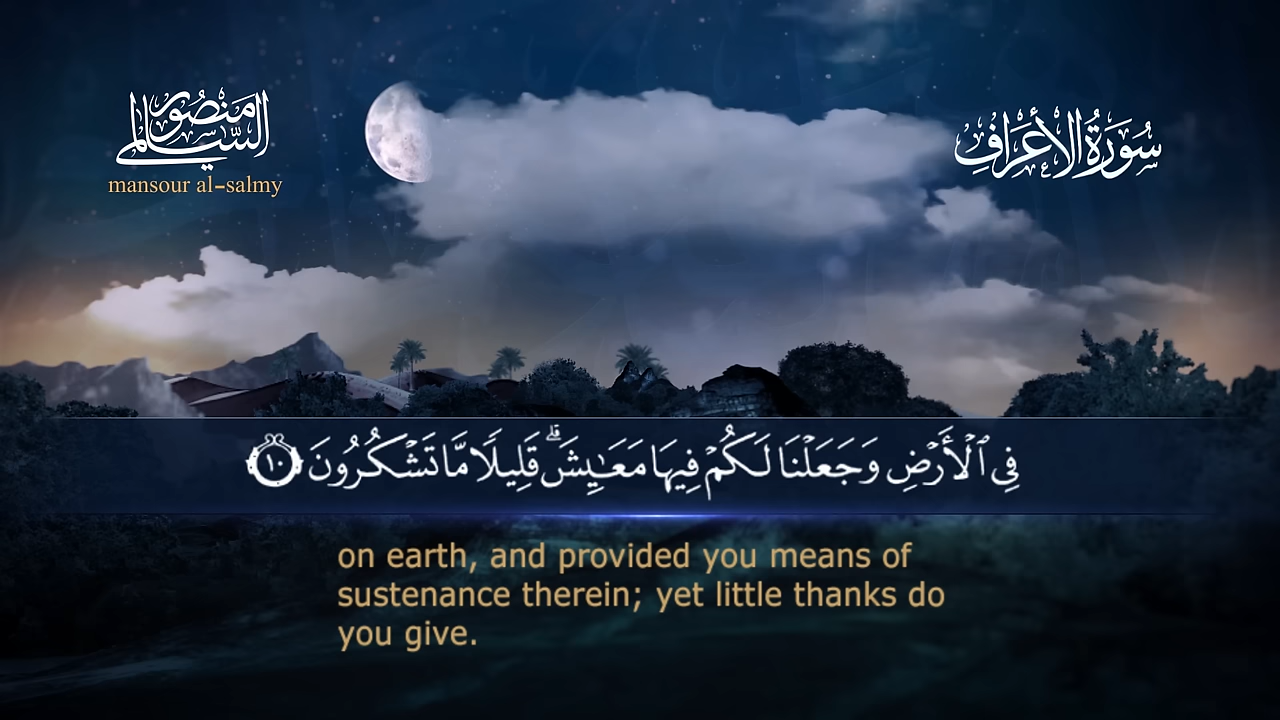 منصور السالمي
mansour al-salmy
سُورَةُ الأَعْرَافِ
فِي ٱلْأَرْضِ وَجَعَلْنَا لَكُمْ فِيهَا مَعَـٰيِشَ ۗ قَلِيلًا مَّا تَشْكُرُونَ ١٠
on earth, and provided you means of
sustenance therein; yet little thanks do
you give.